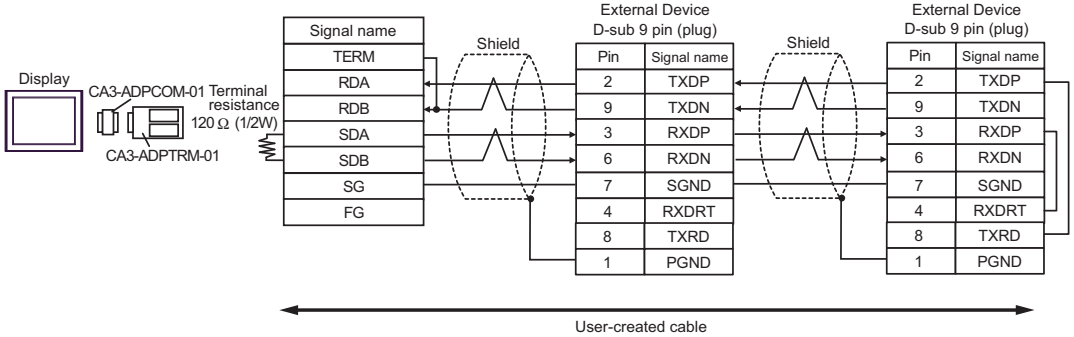 Display
CA3-ADPCOM-01
CA3-ADPTRM-01
Terminal
resistance
120 Ω (1/2W)
Signal name
TERM
RDA
RDB
SDA
SDB
SG
FG
Shield
External Device
D-sub 9 pin (plug)
Pin Signal name
2 TXDP
9 TXDN
3 RXDP
6 RXDN
7 SGND
4 RXDRT
8 TXRD
1 PGND
Shield
External Device
D-sub 9 pin (plug)
Pin Signal name
2 TXDP
9 TXDN
3 RXDP
6 RXDN
7 SGND
4 RXDRT
8 TXRD
1 PGND
User-created cable